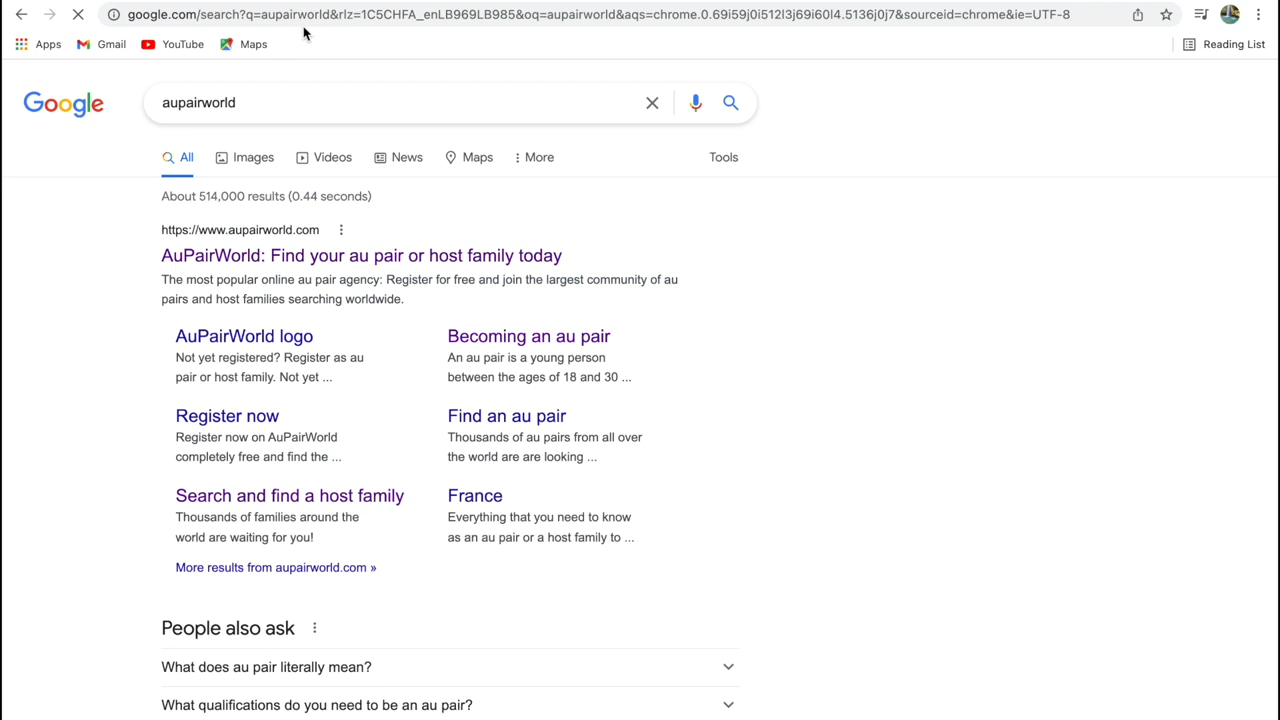 google.com/search?q=aupairworld&rlz=1C5CHFA_enLB969LB985&oq=aupairworld&aqs=chrome.0.69i59j0i512l3j69i60l4.5136j0j7&sourceid=chrome&ie=UTF-8
Apps Gmail YouTube Maps Reading List
Google aupairworld
All Images Videos News Maps More Tools
About 514,000 results (0.44 seconds)
https://www.aupairworld.com
AuPairWorld: Find your au pair or host family today
The most popular online au pair agency: Register for free and join the largest community of au
pairs and host families searching worldwide.
AuPairWorld logo
Not yet registered? Register as au
pair or host family. Not yet ...
Becoming an au pair
An au pair is a young person
between the ages of 18 and 30 ...
Register now
Register now on AuPairWorld
completely free and find the ...
Find an au pair
Thousands of au pairs from all over
the world are are looking ...
Search and find a host family
Thousands of families around the
world are waiting for you!
France
Everything that you need to know
as an au pair or a host family to ...
More results from aupairworld.com »
People also ask
What does au pair literally mean?
What qualifications do you need to be an au pair?